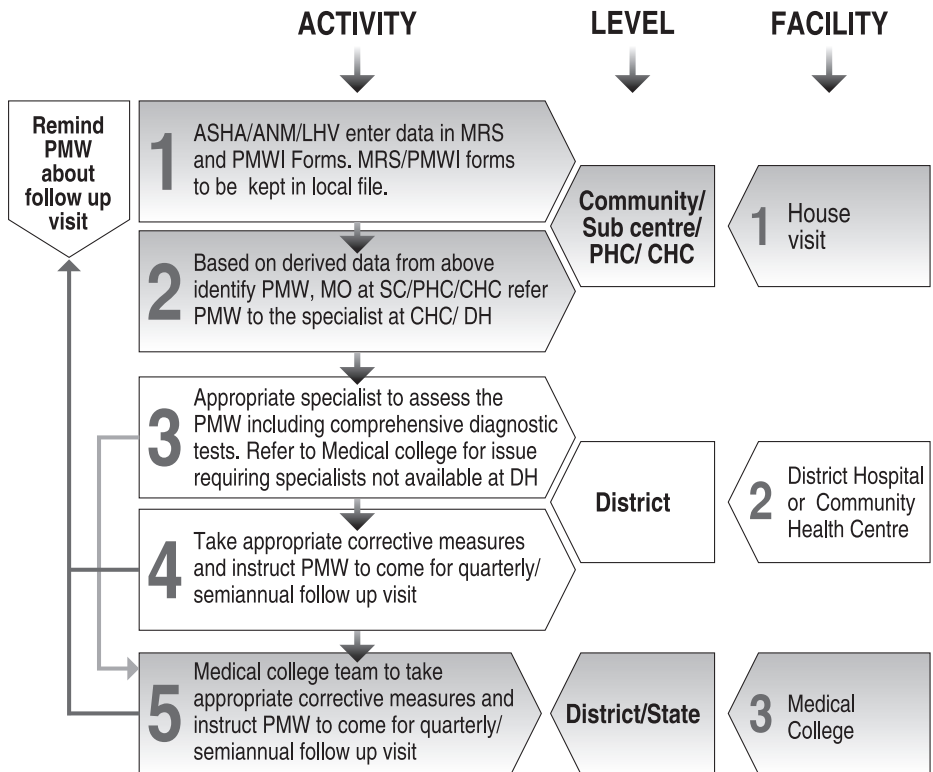 ACTIVITY
LEVEL
FACILITY
Remind
PMW
about
follow up
visit
1
ASHA/ANM/LHV enter data in MRS
and PMWI Forms. MRS/PMWI forms
to be kept in local file.
2
Based on derived data from above
identify PMW, MO at SC/PHC/CHC refer
PMW to the specialist at CHC/ DH
Community/
Sub centre/
PHC/ CHC
1
House
visit
3
Appropriate specialist to assess the
PMW including comprehensive diagnostic
tests. Refer to Medical college for issue
requiring specialists not available at DH
4
Take appropriate corrective measures
and instruct PMW to come for quarterly/
semiannual follow up visit
District
2
District Hospital
or Community
Health Centre
5
Medical college team to take
appropriate corrective measures and
instruct PMW to come for quarterly/
semiannual follow up visit
District/State
3
Medical
College